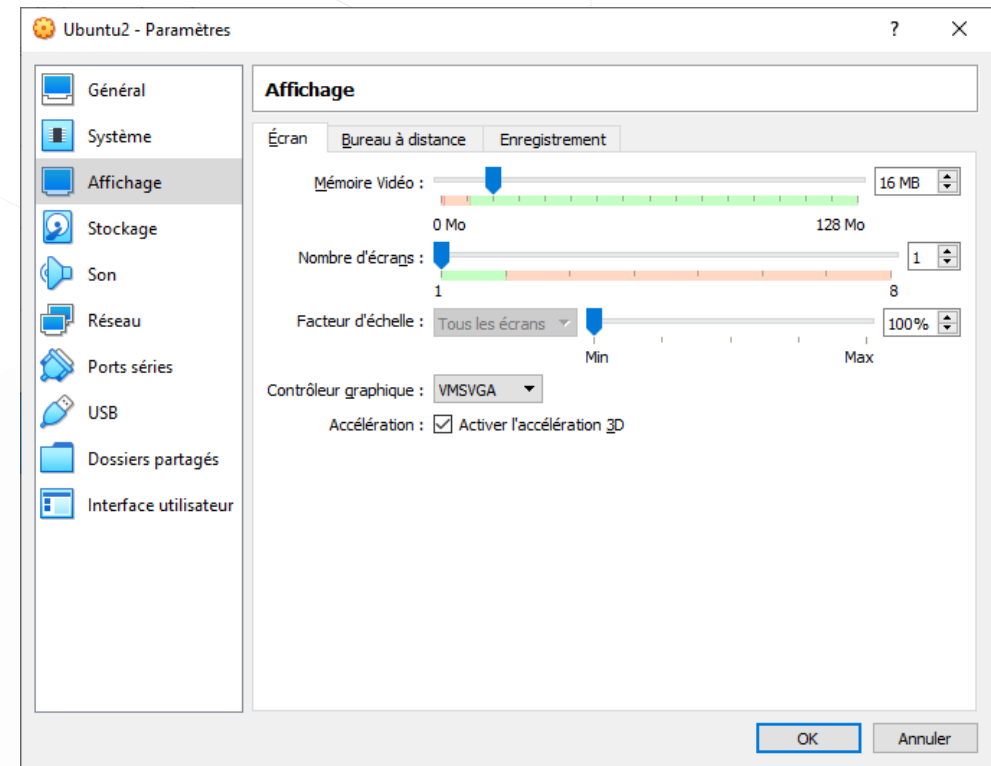 Ubuntu2 - Paramètres
?
Général
Système
Affichage
Stockage
Son
Réseau
Ports séries
USB
Dossiers partagés
Interface utilisateur
Affichage
Écran Bureau à distance Enregistrement
Mémoire Vidéo : 16 MB
0 Mo 128 Mo
Nombre d'écrans : 1
1 8
Facteur d'échelle : Tous les écrans 100%
Min Max
Contrôleur graphique : VMSVGA
Accélération : Activer l'accélération 3D
OK Annuler